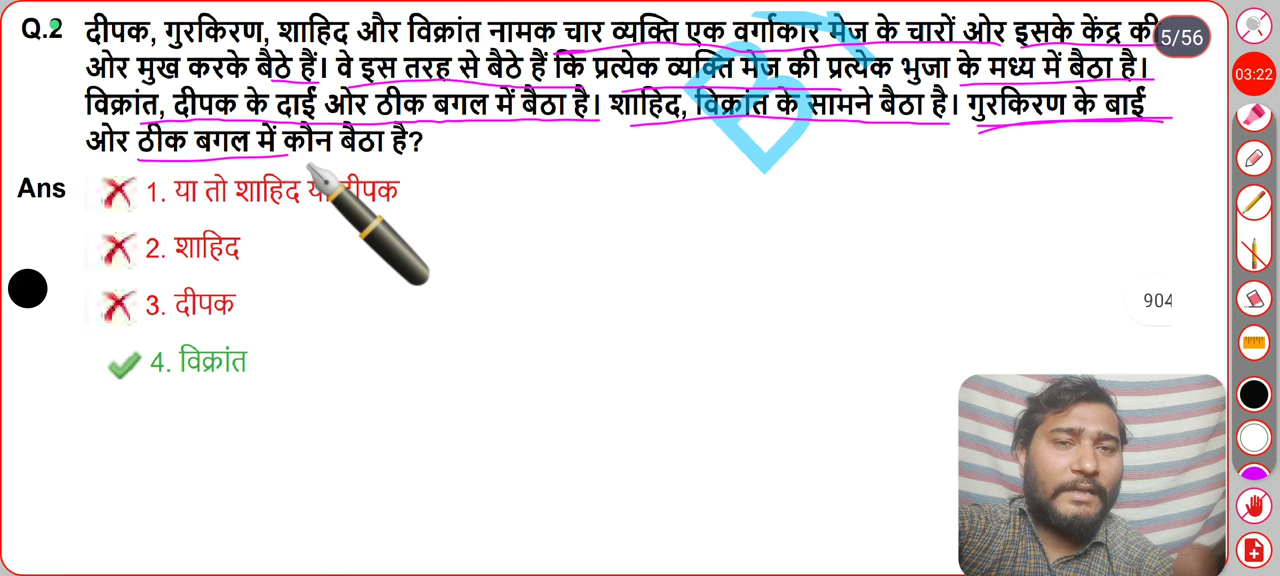 Q.2 दीपक, गुरकिरण, शाहिद और विक्रांत नामक चार व्यक्ति एक वर्गाकार मेज के चारों ओर इसके केंद्र की 5/56
ओर मुख करके बैठे हैं। वे इस तरह से बैठे हैं कि प्रत्येक व्यक्ति मेज की प्रत्येक भुजा के मध्य में बैठा है।
03:22
विक्रांत, दीपक के दाईं ओर ठीक बगल में बैठा है। शाहिद, विक्रांत के सामने बैठा है। गुरकिरण के बाईं
ओर ठीक बगल में कौन बैठा है?
Ans 1. या तो शाहिद या दीपक
2. शाहिद
3. दीपक
904
4. विक्रांत